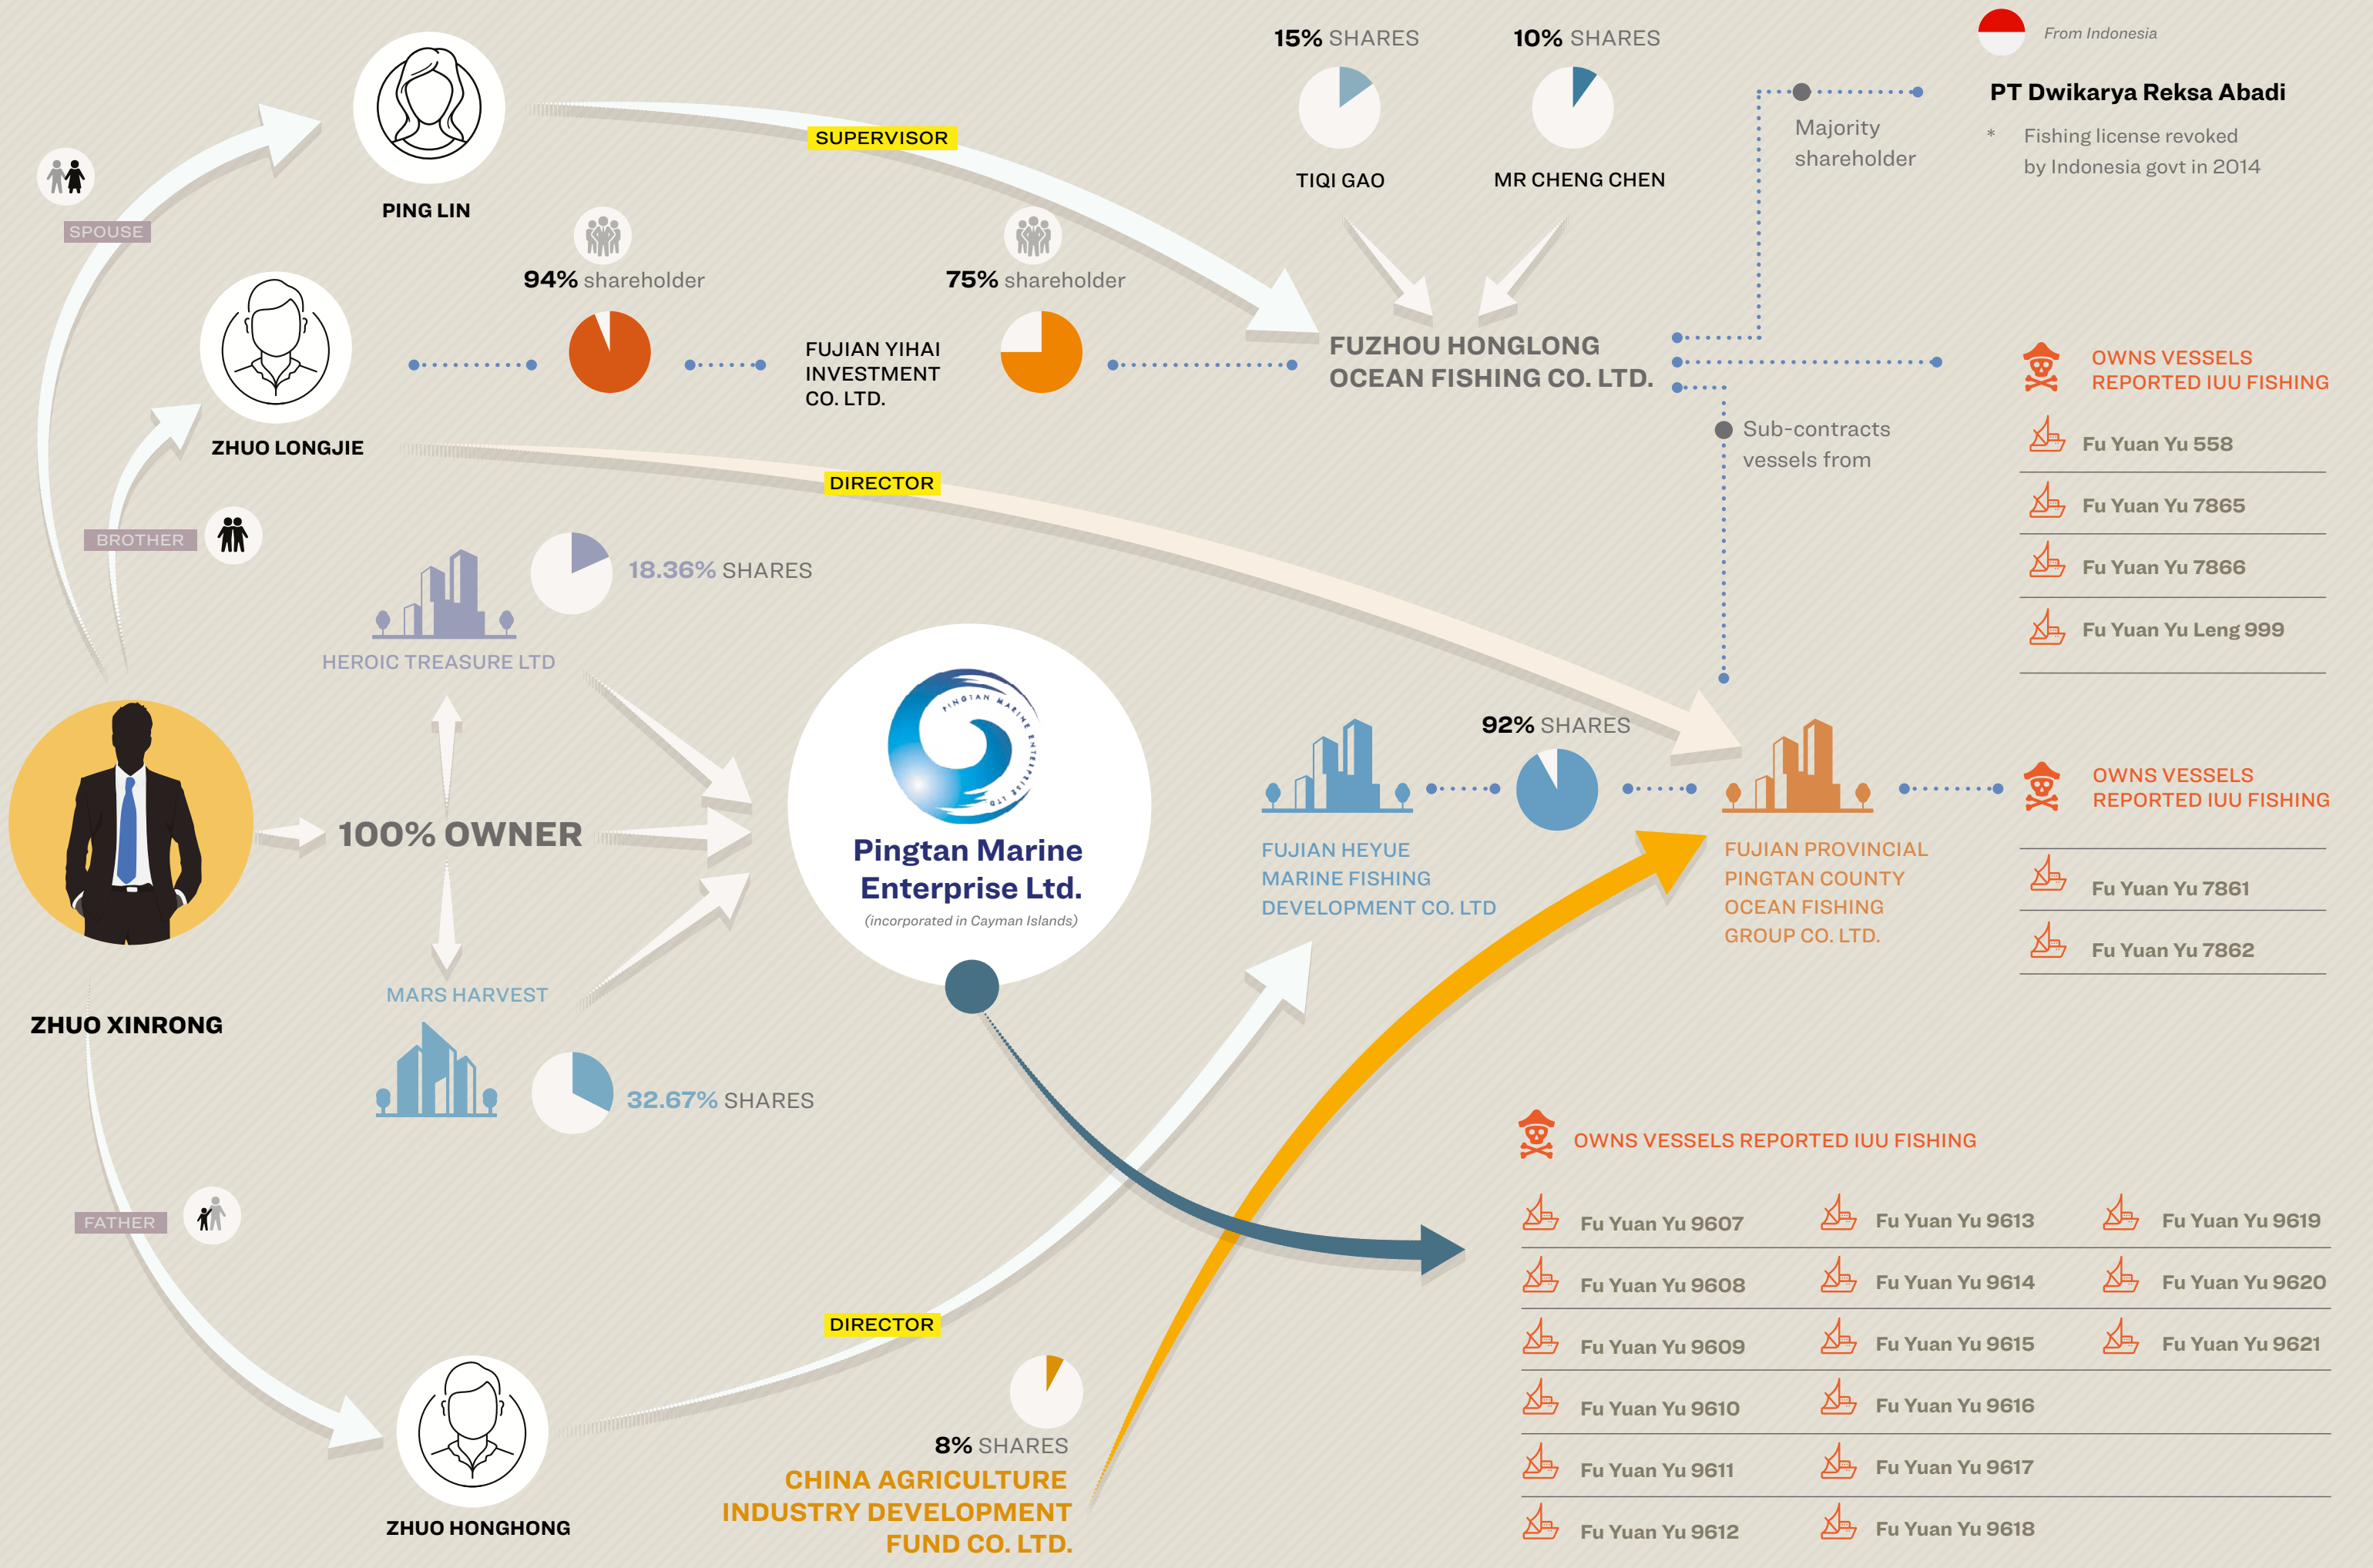 15% SHARES
10% SHARES
From Indonesia
PT Dwikarya Reksa Abadi
* Fishing license revoked
by Indonesia govt in 2014
Majority
shareholder
TIQI GAO
MR CHENG CHEN
SUPERVISOR
PING LIN
SPOUSE
94% shareholder
75% shareholder
FUJIAN YIHAI
INVESTMENT
CO. LTD.
FUZHOU HONGLONG
OCEAN FISHING CO. LTD.
OWNS VESSELS
REPORTED IUU FISHING
Fu Yuan Yu 558
Fu Yuan Yu 7865
Fu Yuan Yu 7866
Fu Yuan Yu Leng 999
Sub-contracts
vessels from
ZHUO LONGJIE
DIRECTOR
BROTHER
18.36% SHARES
HEROIC TREASURE LTD
100% OWNER
PINGTAN MARINE ENTERPRISE LTD.
Pingtan Marine
Enterprise Ltd.
(incorporated in Cayman Islands)
92% SHARES
FUJIAN HEYUE
MARINE FISHING
DEVELOPMENT CO. LTD
FUJIAN PROVINCIAL
PINGTAN COUNTY
OCEAN FISHING
GROUP CO. LTD.
OWNS VESSELS
REPORTED IUU FISHING
Fu Yuan Yu 7861
Fu Yuan Yu 7862
ZHUO XINRONG
MARS HARVEST
32.67% SHARES
FATHER
DIRECTOR
ZHUO HONGHONG
8% SHARES
CHINA AGRICULTURE
INDUSTRY DEVELOPMENT
FUND CO. LTD.
OWNS VESSELS REPORTED IUU FISHING
Fu Yuan Yu 9607
Fu Yuan Yu 9608
Fu Yuan Yu 9609
Fu Yuan Yu 9610
Fu Yuan Yu 9611
Fu Yuan Yu 9612
Fu Yuan Yu 9613
Fu Yuan Yu 9614
Fu Yuan Yu 9615
Fu Yuan Yu 9616
Fu Yuan Yu 9617
Fu Yuan Yu 9618
Fu Yuan Yu 9619
Fu Yuan Yu 9620
Fu Yuan Yu 9621